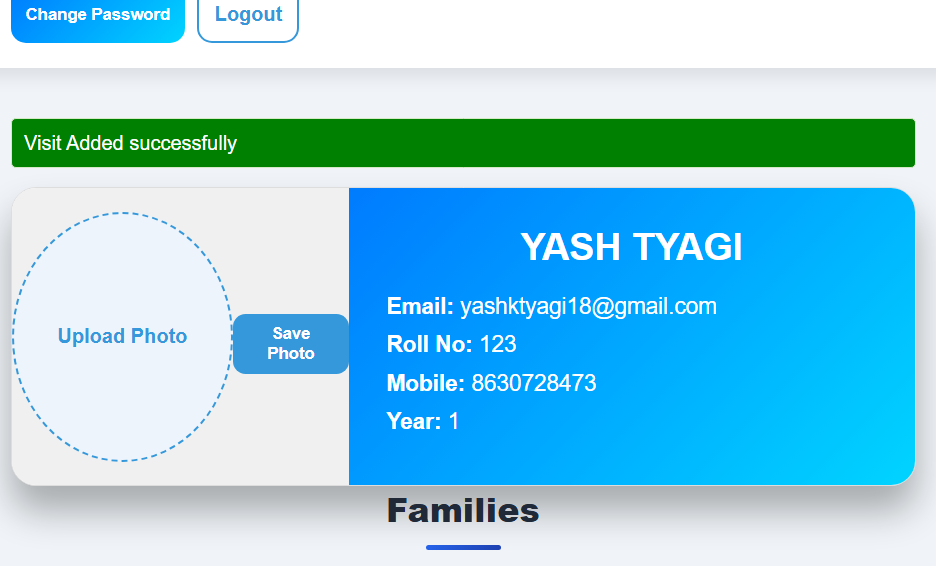 Change Password
Logout
Visit Added successfully
Upload Photo
Save
Photo
YASH TYAGI
Email: yashktyagi18@gmail.com
Roll No: 123
Mobile: 8630728473
Year: 1
Families